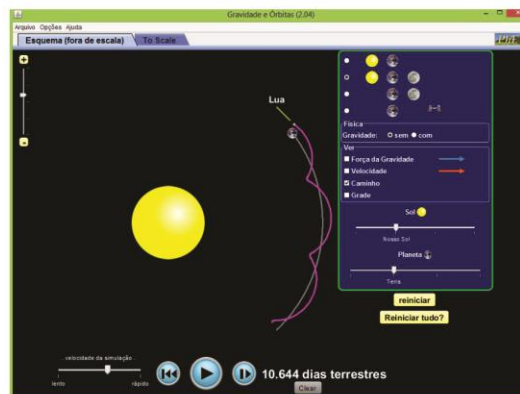 Gravidade e Órbitas (2.04)
Arquivo Opções Ajuda
Esquema (fora de escala) To Scale
Lua
Física
Gravidade: sem com
Ver
Força da Gravidade
Velocidade
Caminho
Grade
Sol
Nosso Sol
Planeta
Terra
reiniciar
Reiniciar tudo?
velocidade da simulação
lento rápido
10.644 dias terrestres
Clear